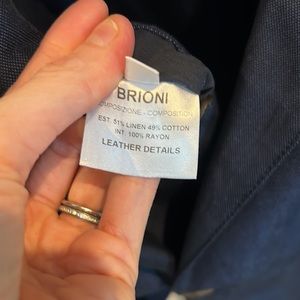 BRIONI
COMPOSIZIONE - COMPOSITION
EST 51% LINEN 49% COTTON
INT. 100% RAYON
LEATHER DETAILS